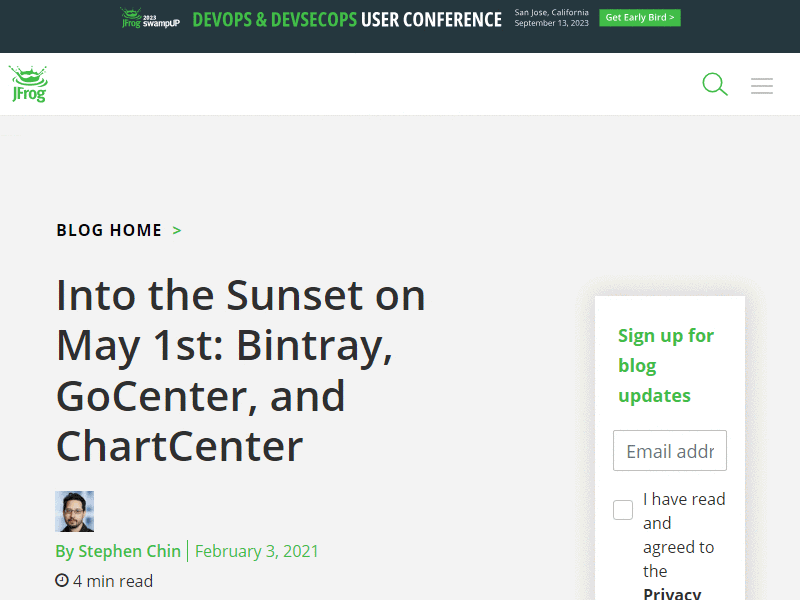 JFrog 2023 swampUP
DEVOPS & DEVSECOPS USER CONFERENCE
San Jose, California
September 13, 2023
Get Early Bird >
JFrog
BLOG HOME >
Into the Sunset on
May 1st: Bintray,
GoCenter, and
ChartCenter
By Stephen Chin
February 3, 2021
4 min read
Sign up for
blog
updates
Email addr
I have read
and
agreed to
the
Privacy